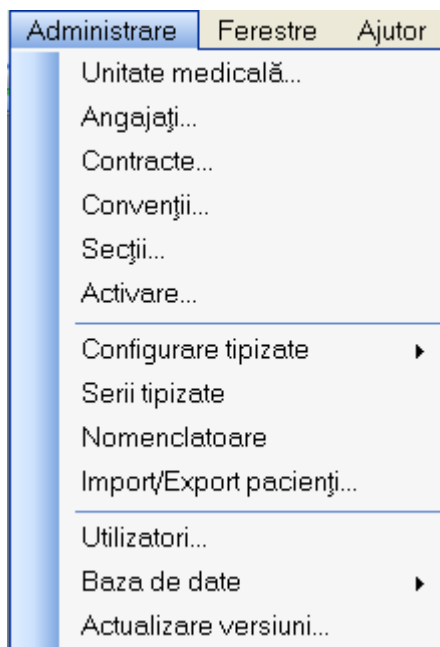 Administrare Ferestre Ajutor
Unitate medicală...
Angajaţi...
Contracte...
Convenţii...
Secţii...
Activare...
Configurare tipizate
Serii tipizate
Nomenclatoare
Import/Export pacienţi...
Utilizatori...
Baza de date
Actualizare versiuni...